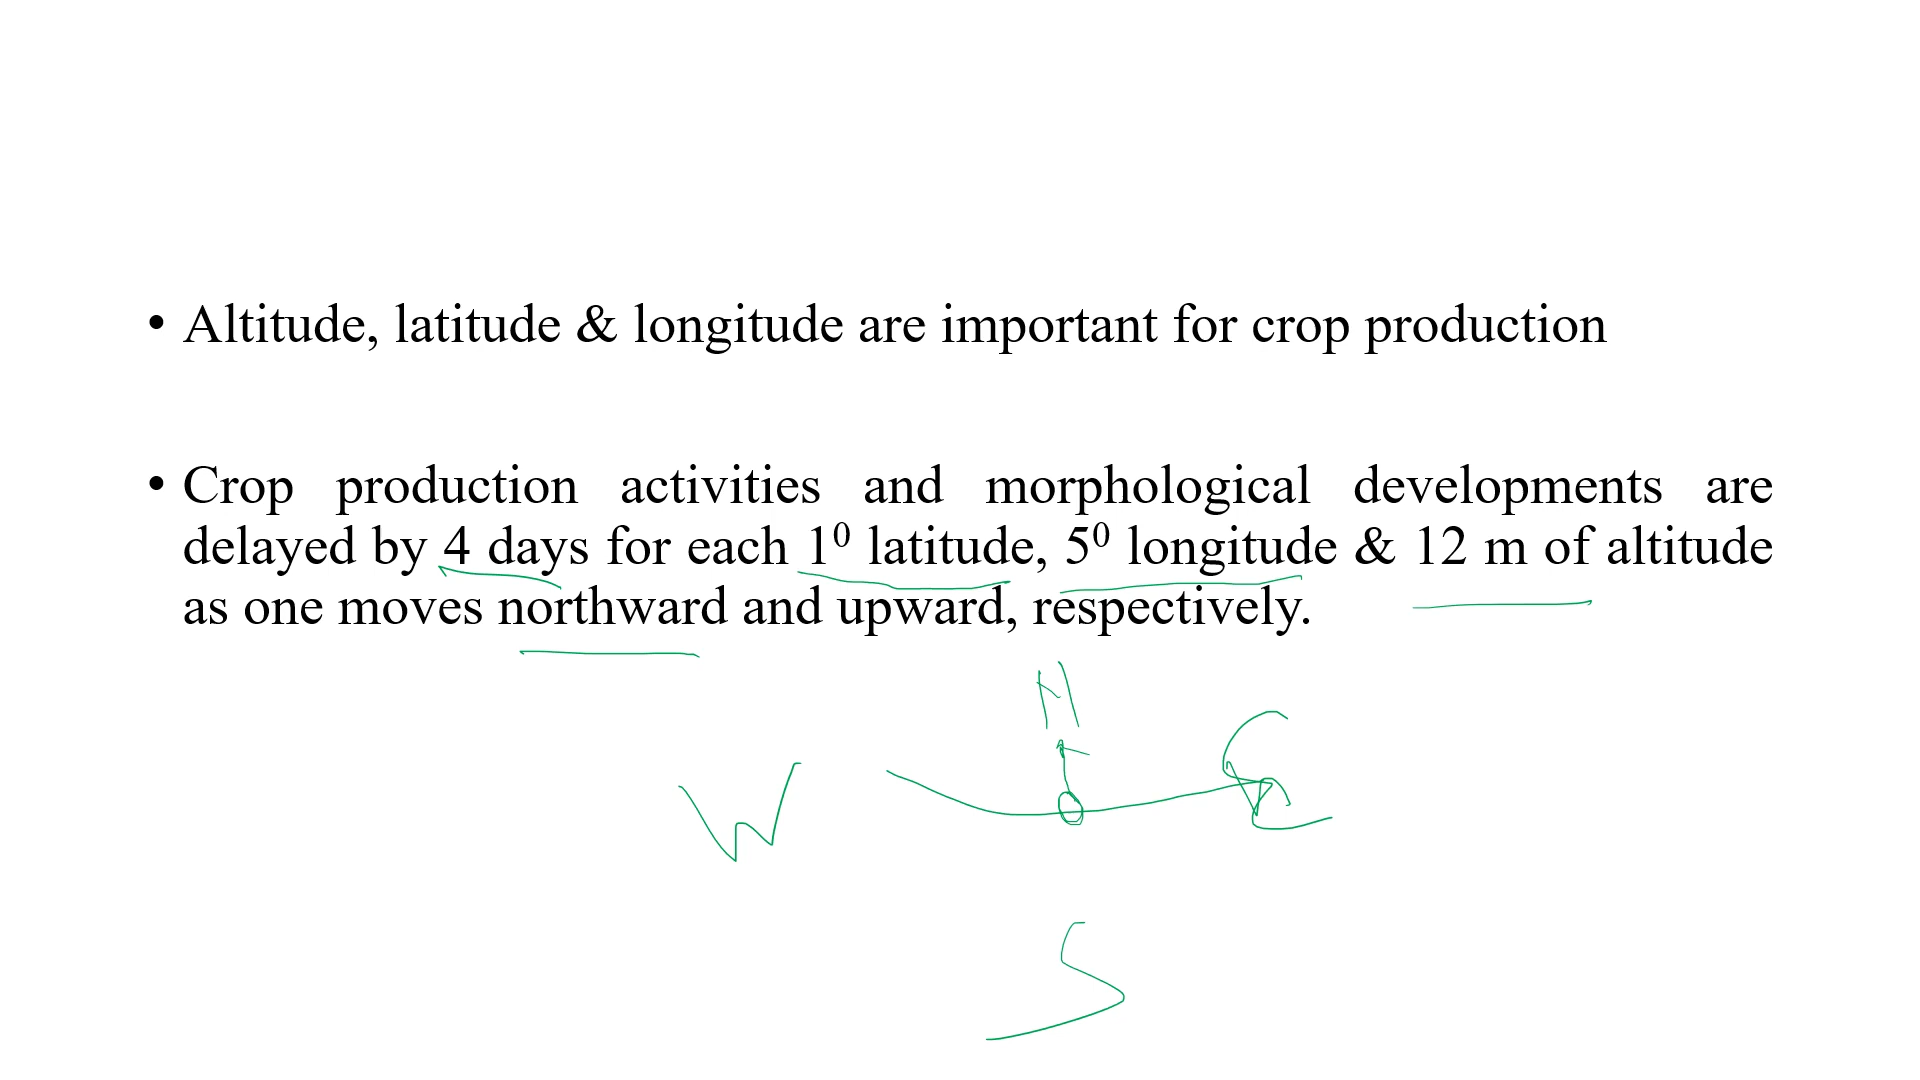 • Altitude, latitude & longitude are important for crop production
• Crop production activities and morphological developments are
delayed by 4 days for each 1⁰ latitude, 5⁰ longitude & 12 m of altitude
as one moves northward and upward, respectively.
N
W E
S